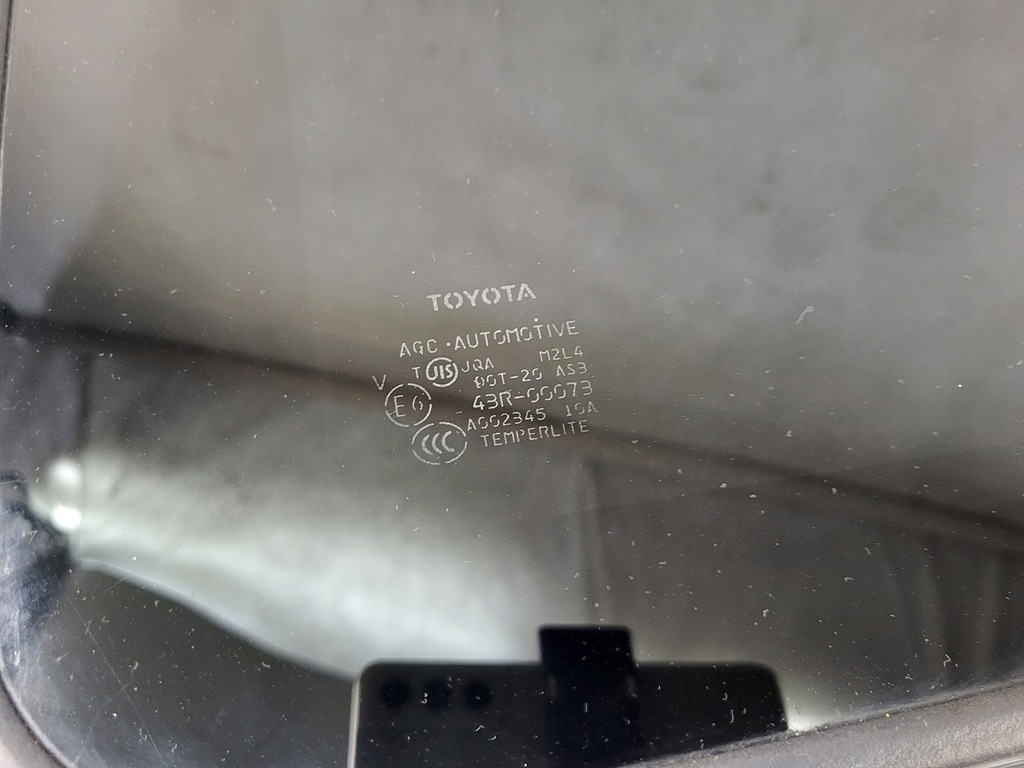 TOYOTA
AGC · AUTOMOTIVE
T JIS JQA M2L4
V DOT-20 AS3
E6 43R-00073
A002345 10A
CCC TEMPERLITE